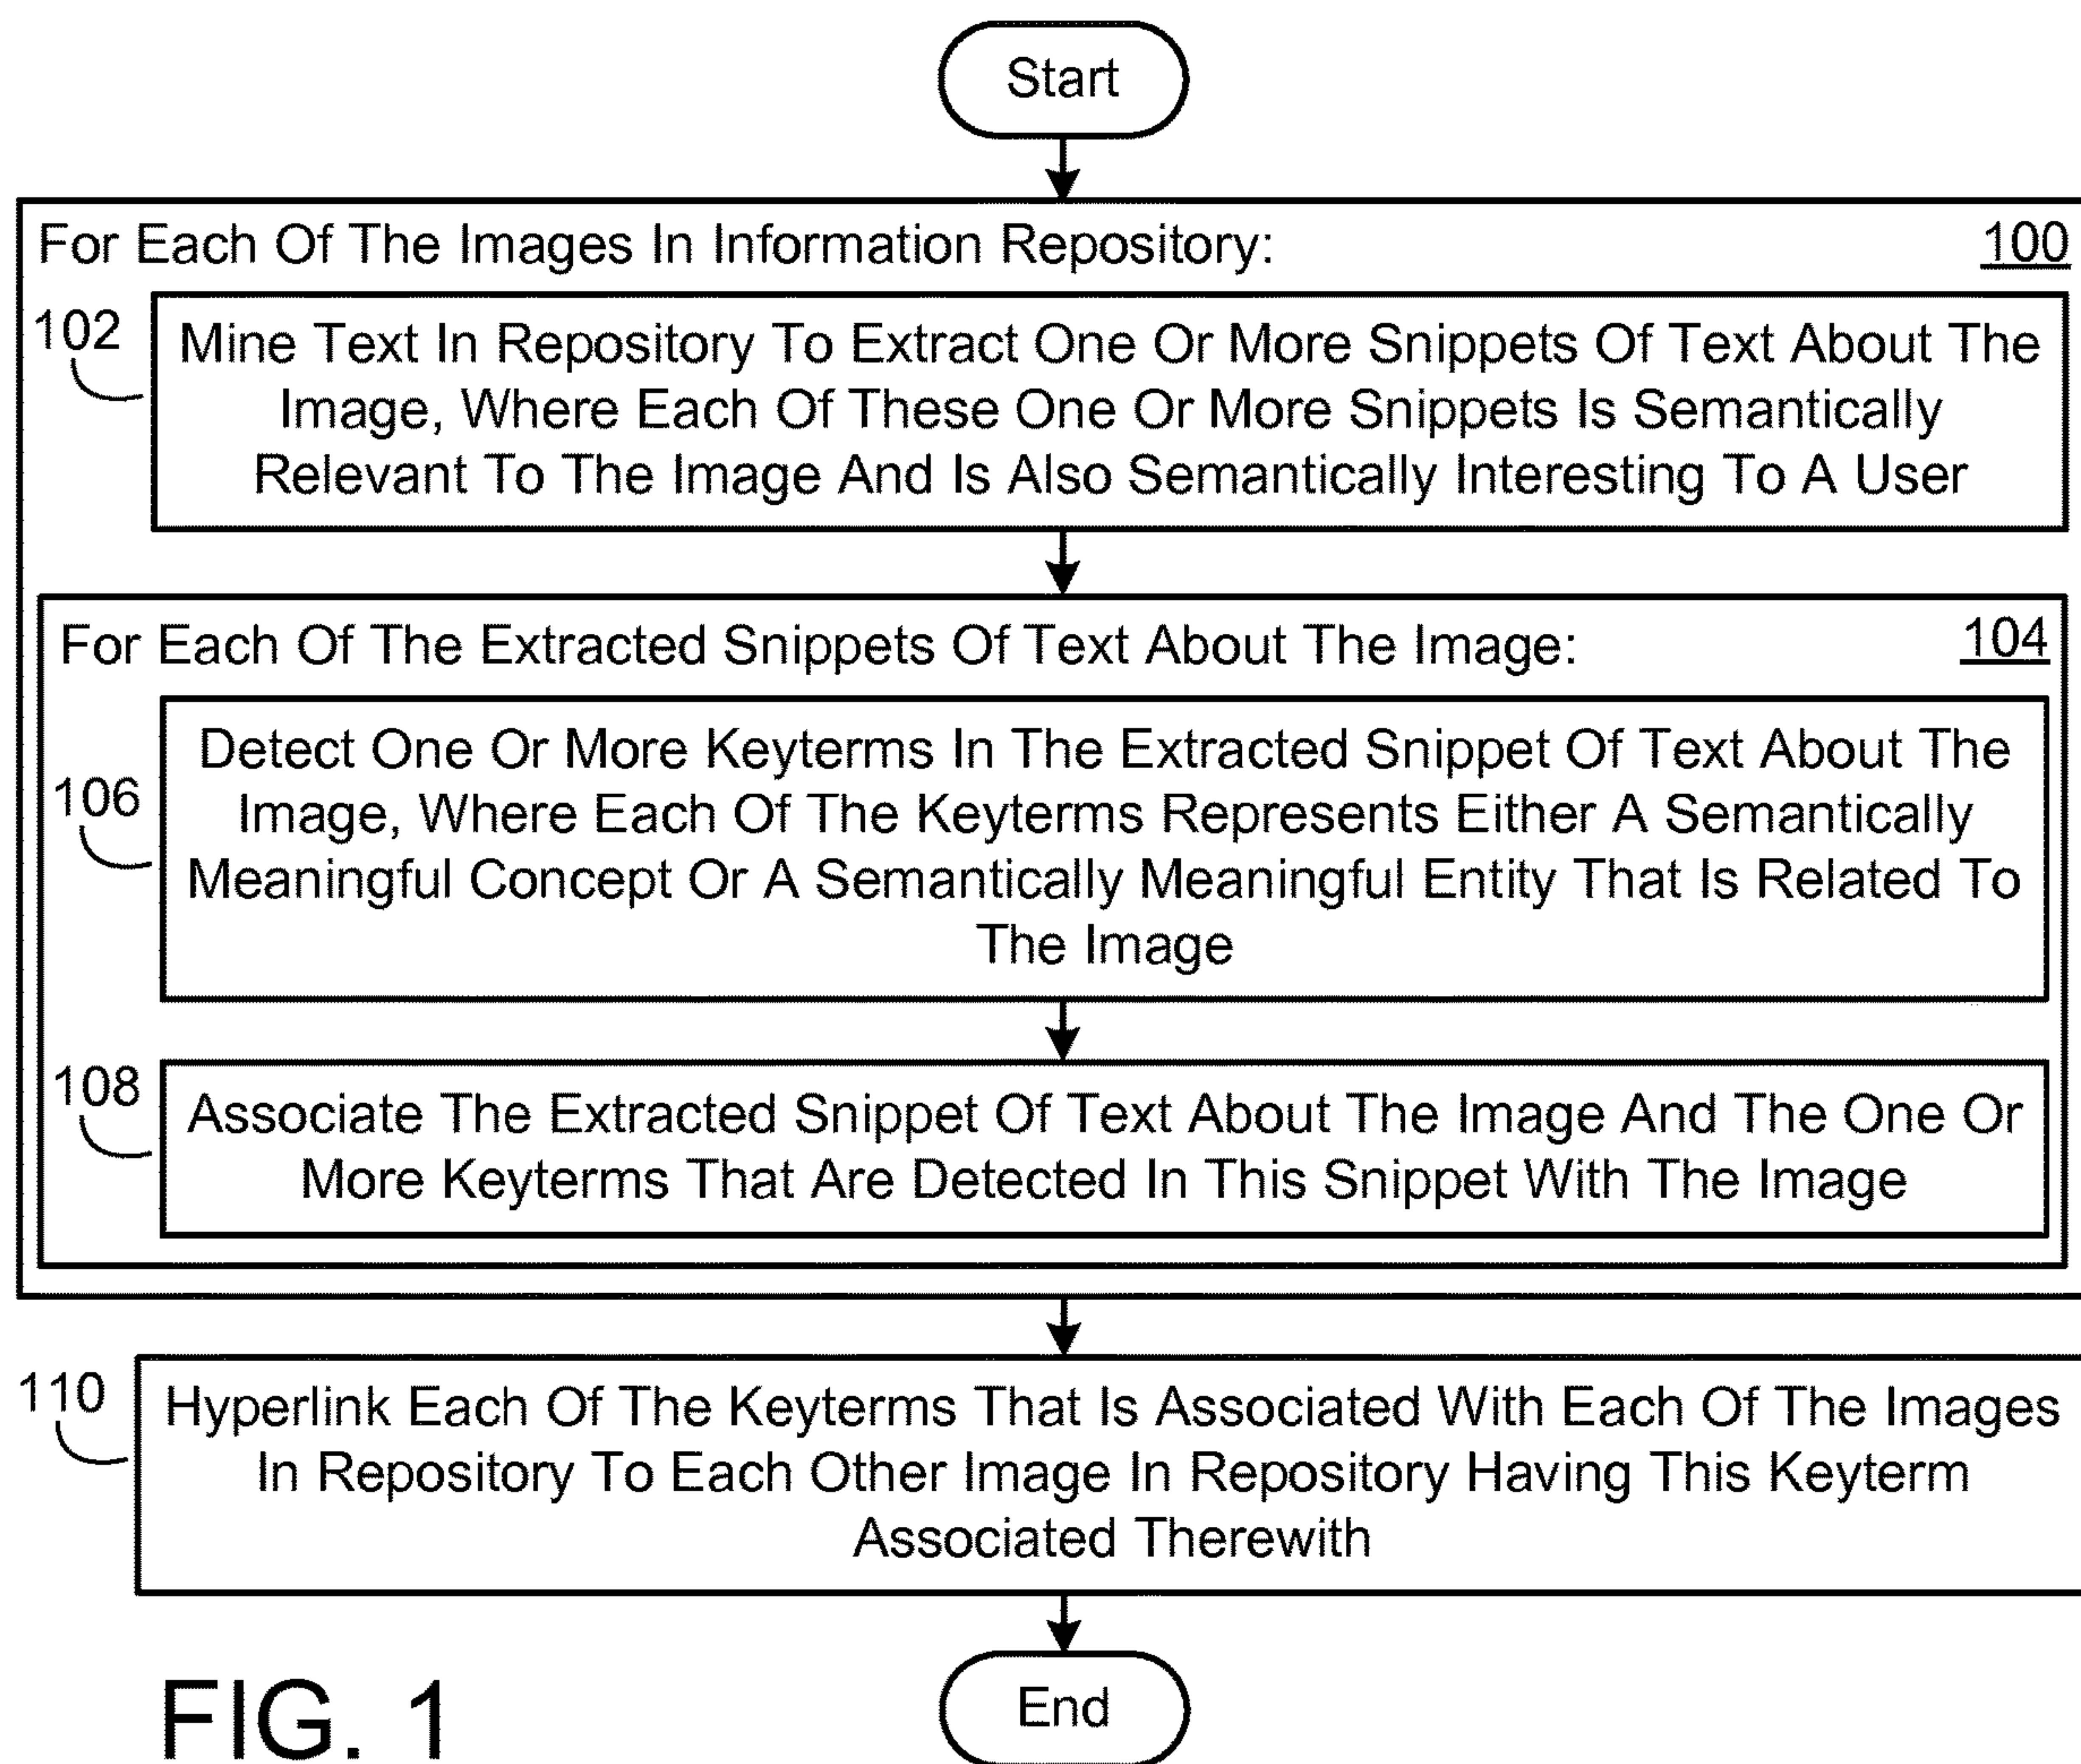 Start
For Each Of The Images In Information Repository: 100
102
Mine Text In Repository To Extract One Or More Snippets Of Text About The
Image, Where Each Of These One Or More Snippets Is Semantically
Relevant To The Image And Is Also Semantically Interesting To A User
For Each Of The Extracted Snippets Of Text About The Image: 104
106
Detect One Or More Keyterms In The Extracted Snippet Of Text About The
Image, Where Each Of The Keyterms Represents Either A Semantically
Meaningful Concept Or A Semantically Meaningful Entity That Is Related To
The Image
108
Associate The Extracted Snippet Of Text About The Image And The One Or
More Keyterms That Are Detected In This Snippet With The Image
110
Hyperlink Each Of The Keyterms That Is Associated With Each Of The Images
In Repository To Each Other Image In Repository Having This Keyterm
Associated Therewith
End
FIG. 1